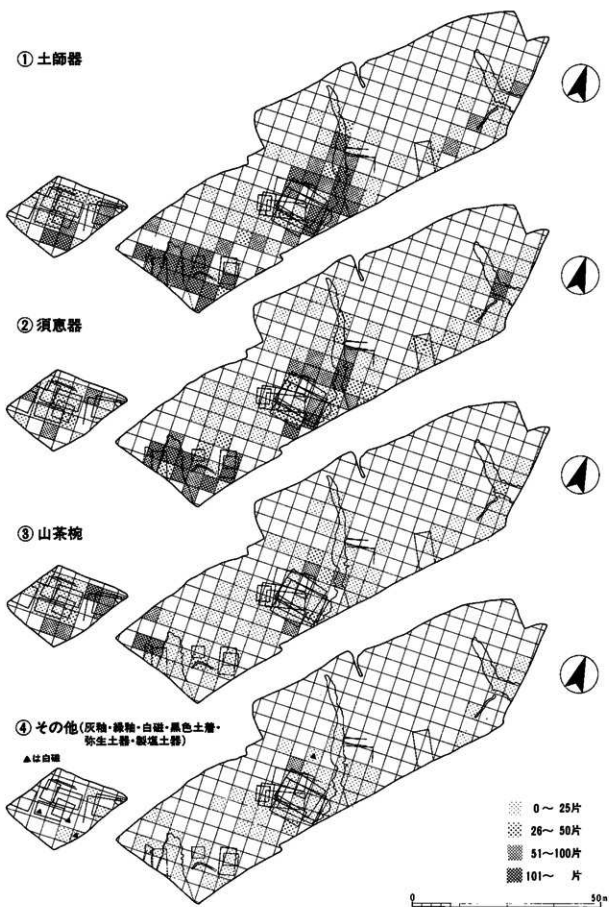 ① 土師器
② 須恵器
③ 山茶椀
④ その他(灰釉・緑釉・白磁・黒色土器・
弥生土器・製塩土器)
▲は白磁
0～ 25片
26～ 50片
51～100片
101～ 片
0 50m